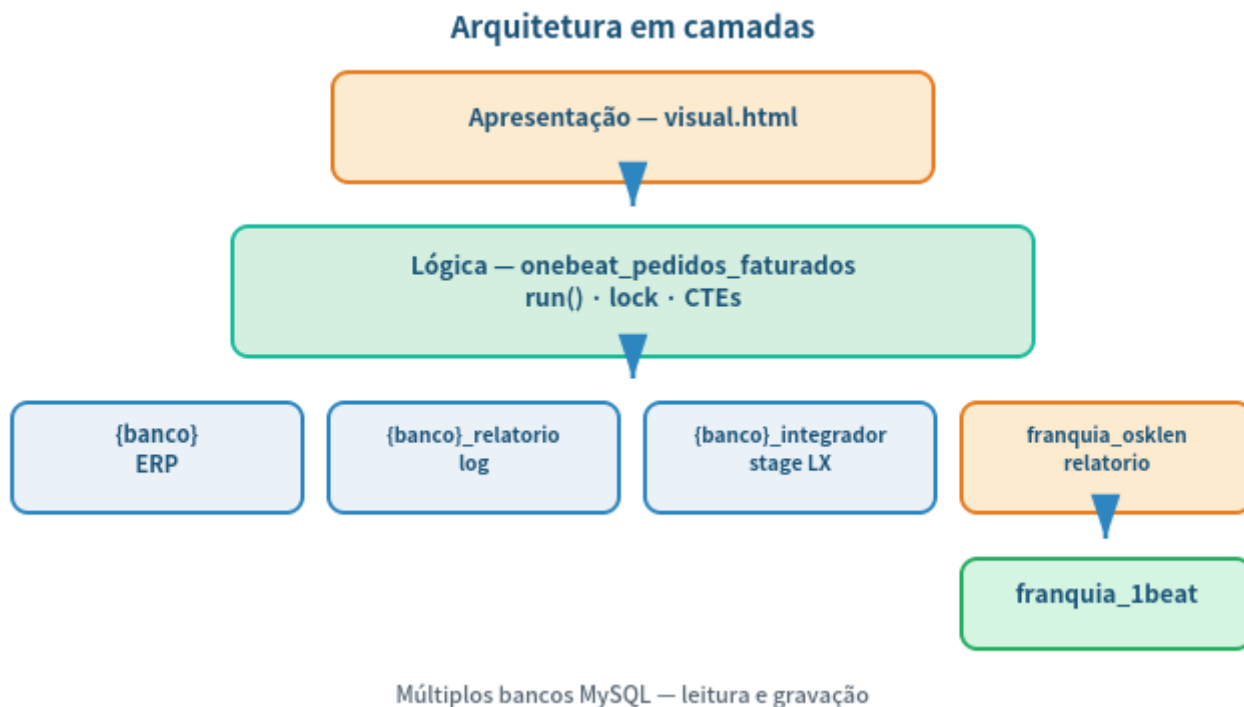 Arquitetura em camadas
Apresentação — visual.html
Lógica — onebeat_pedidos_faturados
run() · lock · CTEs
{banco}
ERP
{banco}_relatorio
log
{banco}_integrador
stage LX
franquia_osklen
relatorio
franquia_1beat
Múltiplos bancos MySQL — leitura e gravação